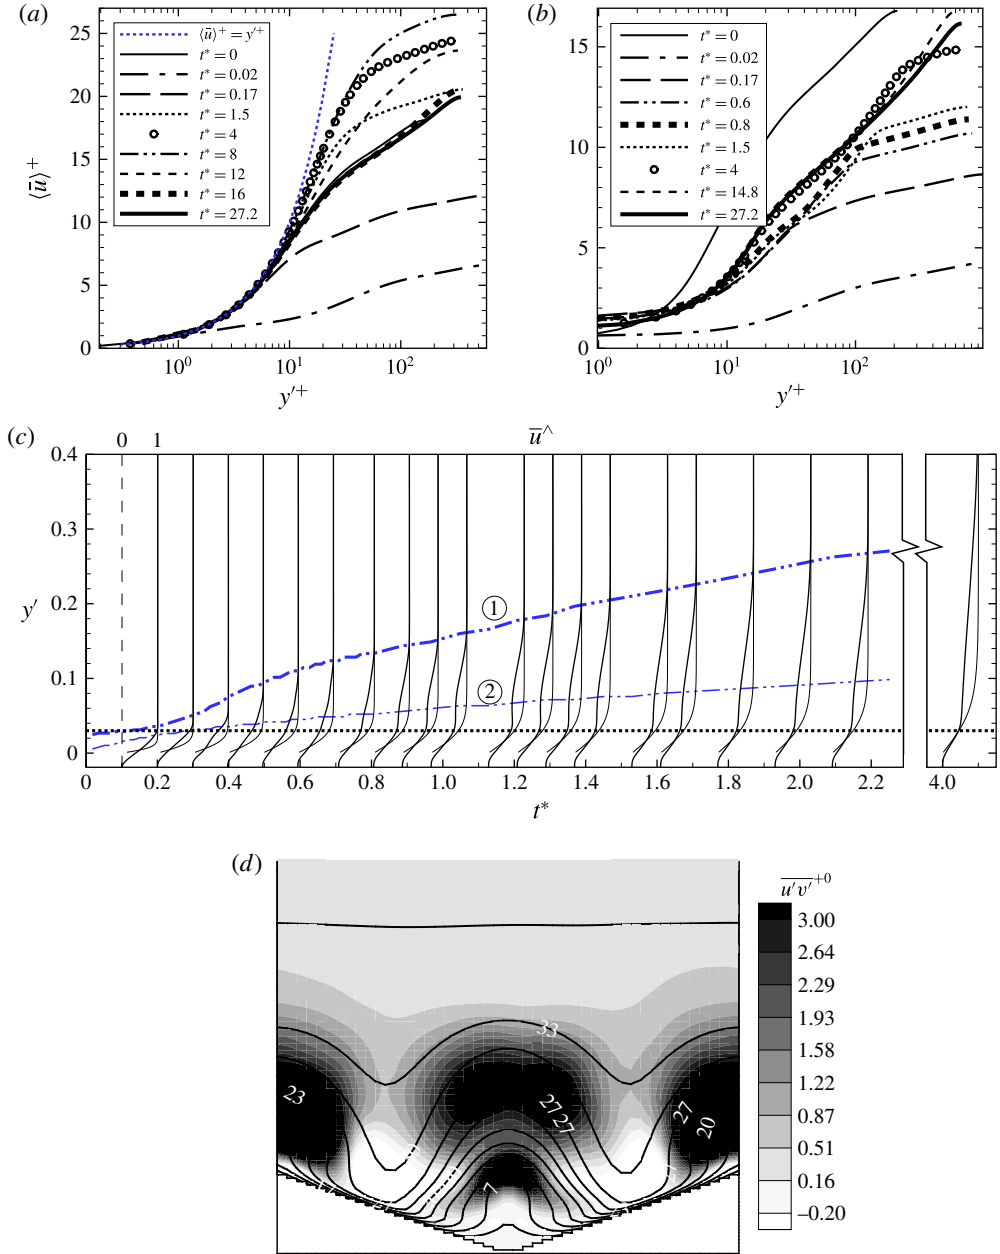 (a)
25
20
15
10
5
0
⟨ū⟩⁺
⟨ū⟩⁺ = y′⁺
t* = 0
t* = 0.02
t* = 0.17
t* = 1.5
t* = 4
t* = 8
t* = 12
t* = 16
t* = 27.2
10⁰
10¹
10²
y′⁺
(b)
15
10
5
0
t* = 0
t* = 0.02
t* = 0.17
t* = 0.6
t* = 0.8
t* = 1.5
t* = 4
t* = 14.8
t* = 27.2
10⁰
10¹
10²
y′⁺
(c)
0 1
u̅^
0.4
0.3
0.2
0.1
0
y′
①
②
0 0.2 0.4 0.6 0.8 1.0 1.2 1.4 1.6 1.8 2.0 2.2 4.0
t*
(d)
33
23
27
27
27
20
7
u′v′⁺⁰
3.00
2.64
2.29
1.93
1.58
1.22
0.87
0.51
0.16
−0.20